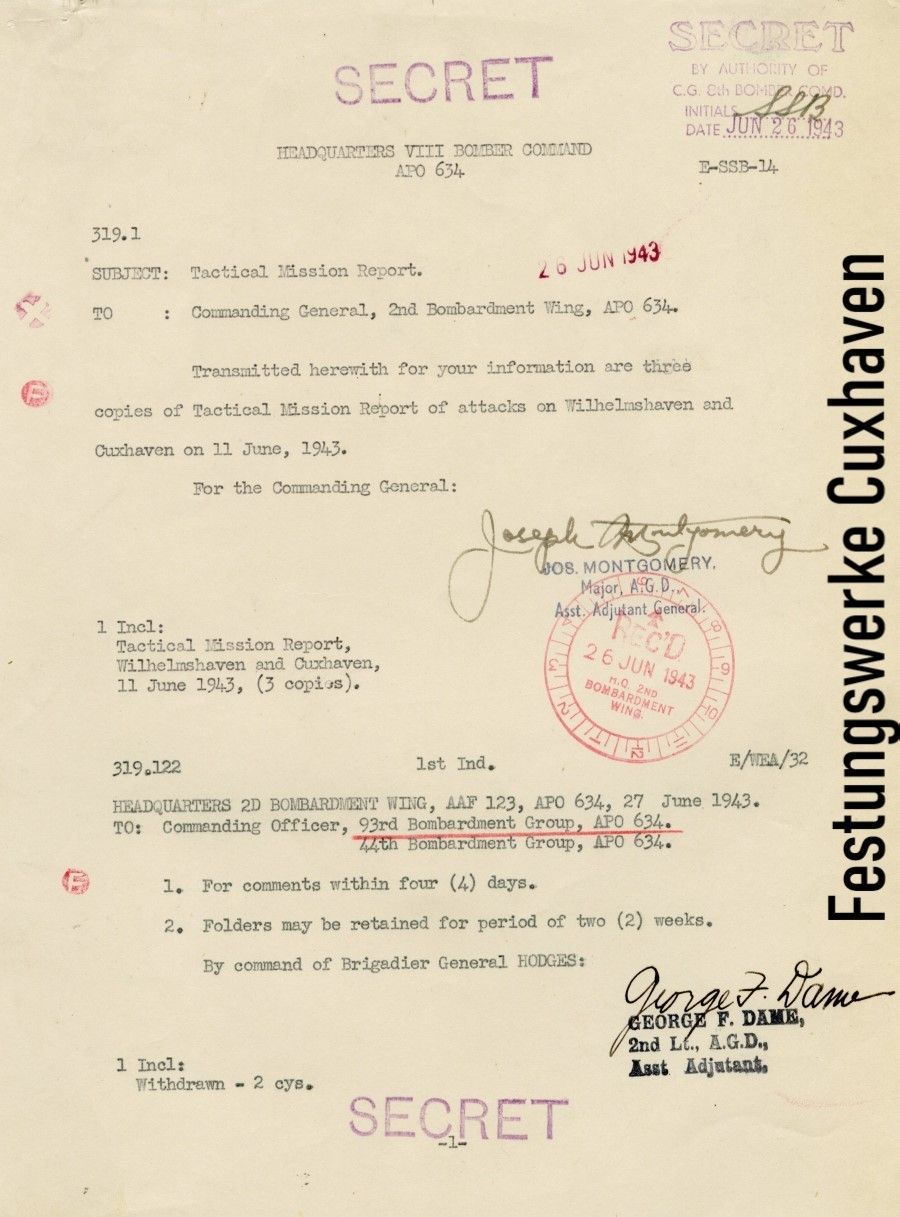 SECRET
SECRET
BY AUTHORITY OF
C.G. 8th BOMBER COMD.
INITIALS SSB
DATE JUN 26 1943
HEADQUARTERS VIII BOMBER COMMAND
APO 634
E-SSB-14
319.1
26 JUN 1943
SUBJECT: Tactical Mission Report.
TO : Commanding General, 2nd Bombardment Wing, APO 634.
Transmitted herewith for your information are three
copies of Tactical Mission Report of attacks on Wilhelmshaven and
Cuxhaven on 11 June, 1943.
For the Commanding General:
Joseph Montgomery
JOS. MONTGOMERY,
Major, A.G.D.,
Asst. Adjutant General.
REC'D
26 JUN 1943
H.Q. 2ND
BOMBARDMENT
WING.
1 Incl:
Tactical Mission Report,
Wilhelmshaven and Cuxhaven,
11 June 1943, (3 copies).
319.122 1st Ind. E/WEA/32
HEADQUARTERS 2D BOMBARDMENT WING, AAF 123, APO 634, 27 June 1943.
TO: Commanding Officer, 93rd Bombardment Group, APO 634.
44th Bombardment Group, APO 634.
1. For comments within four (4) days.
2. Folders may be retained for period of two (2) weeks.
By command of Brigadier General HODGES:
George F. Dame
GEORGE F. DAME,
2nd Lt., A.G.D.,
Asst Adjutant.
1 Incl:
Withdrawn - 2 cys.
SECRET
-1-
Festungswerke Cuxhaven